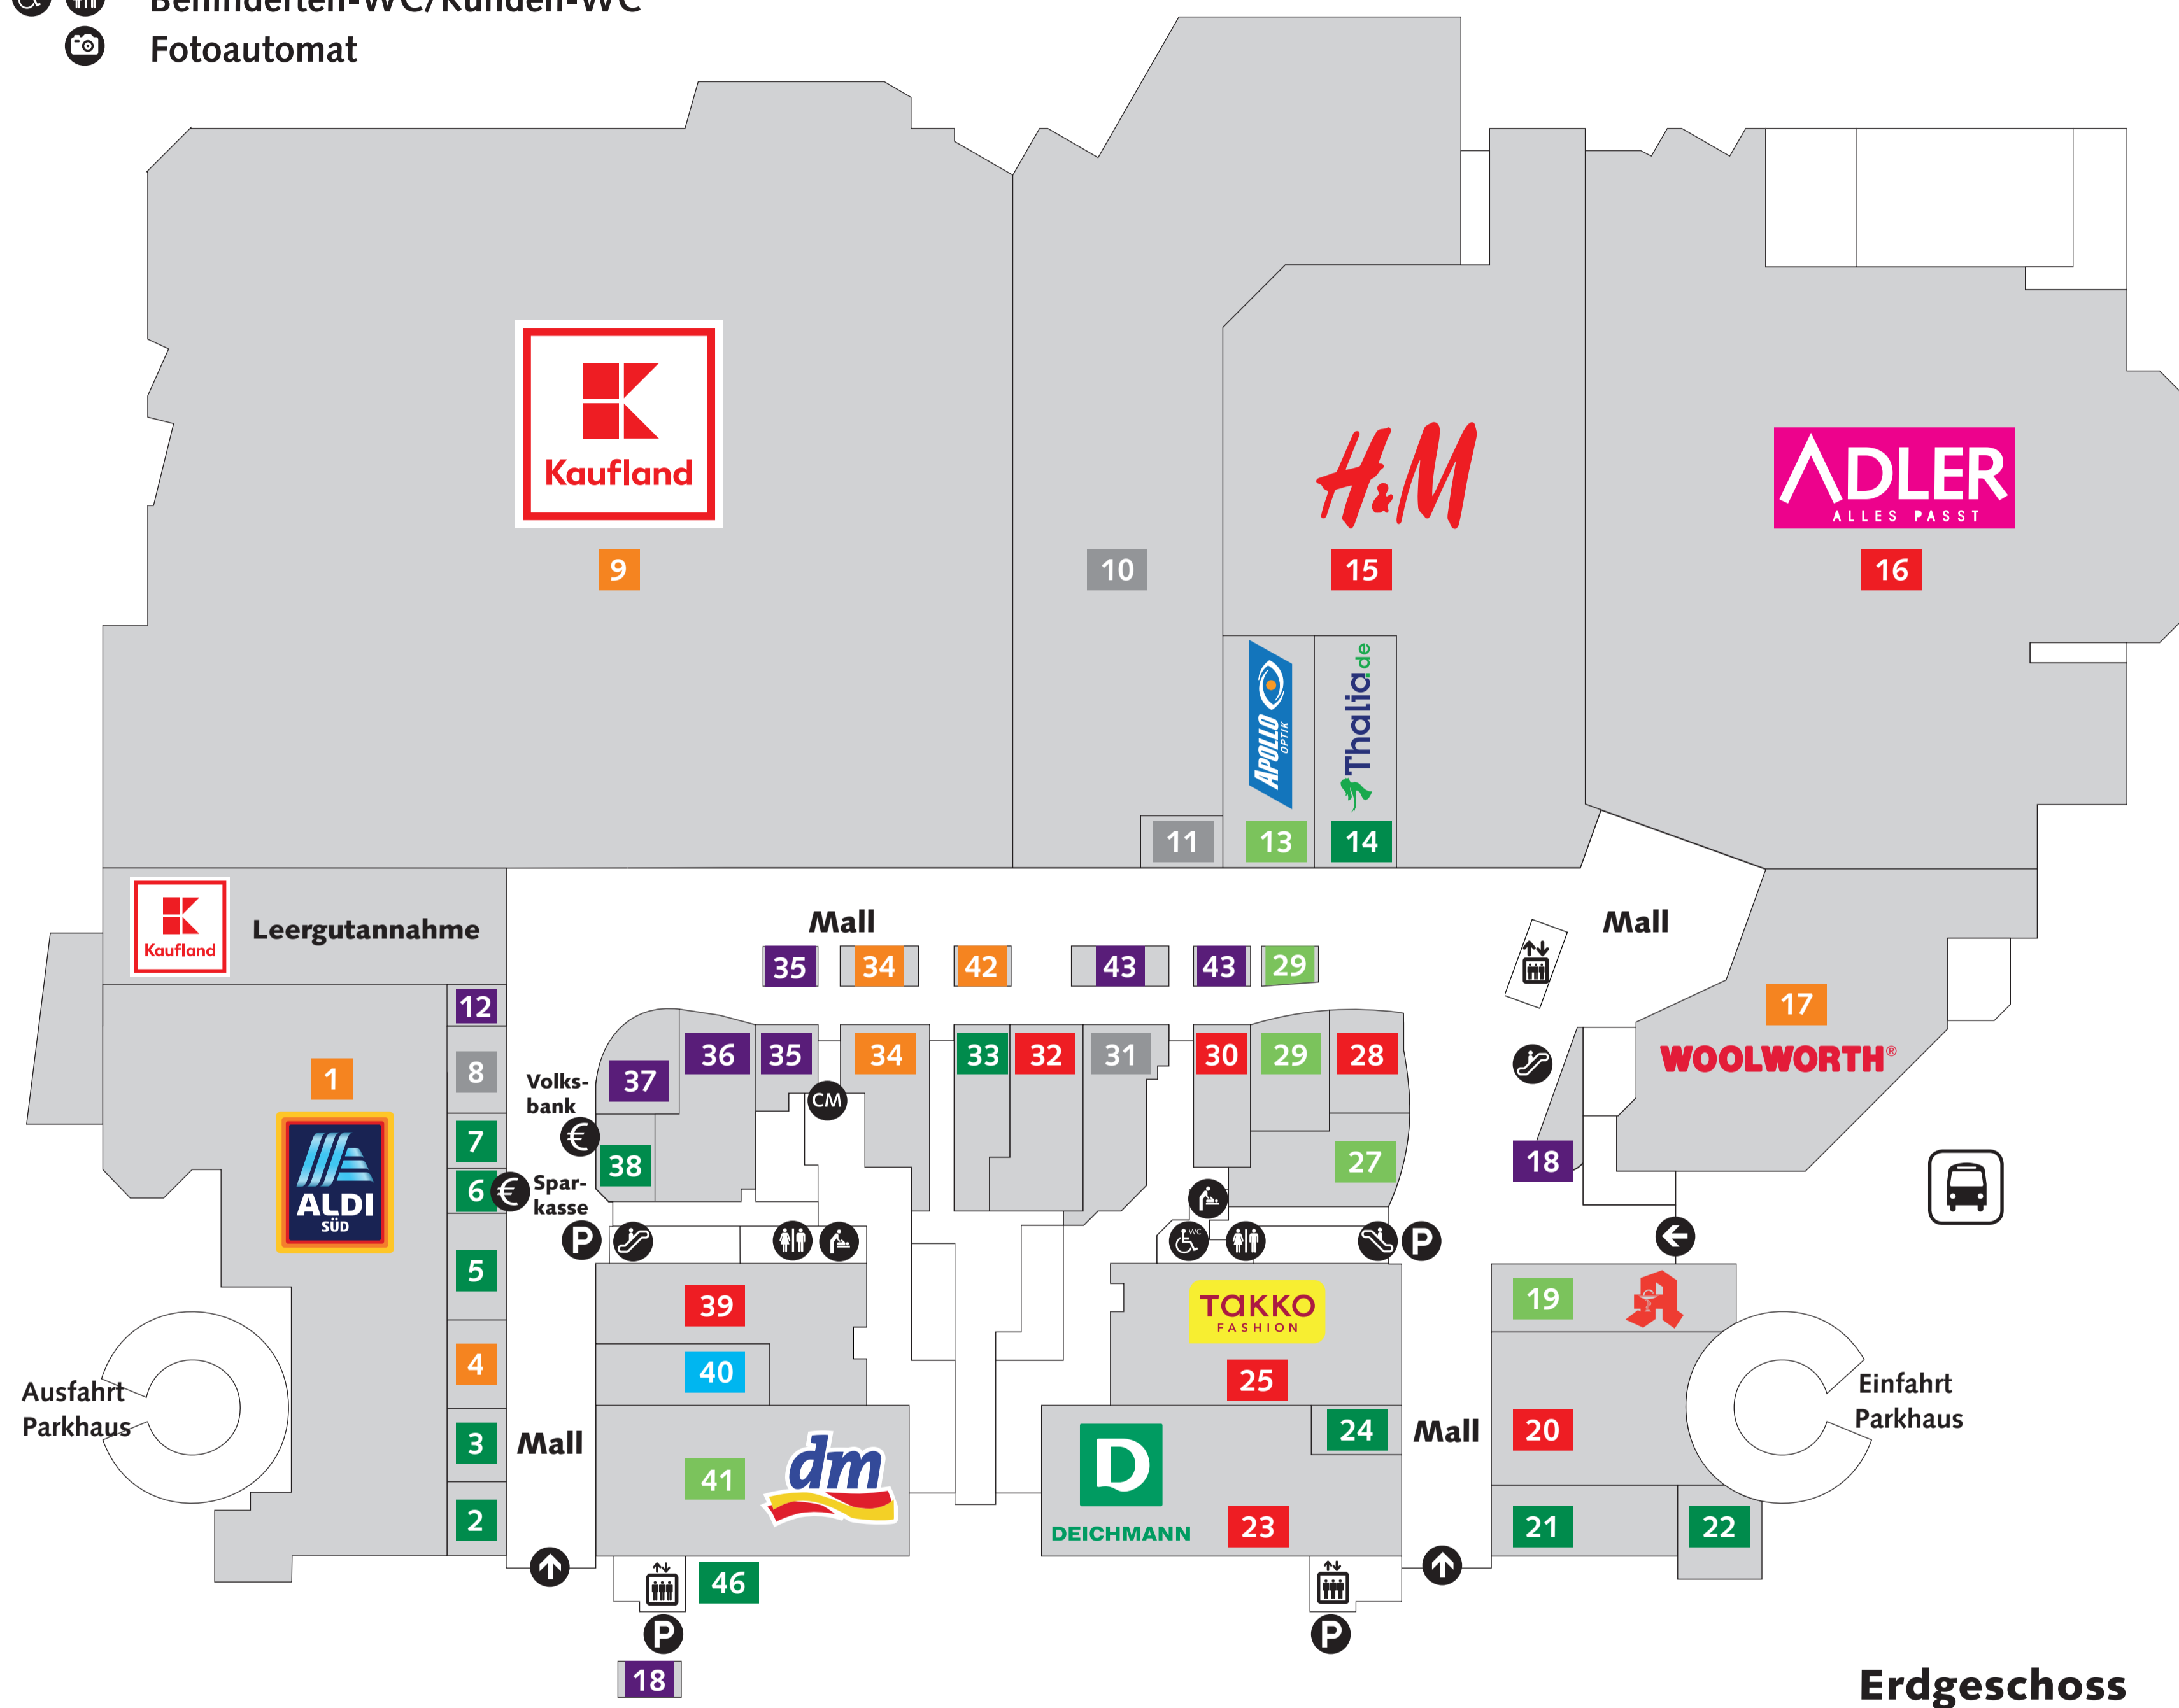 Behinderten-WC/Kunden-WC
Fotoautomat
Kaufland
9
10
H&M
15
ADLER
ALLES PASST
16
APOLLO
OPTIK
Thalia.de
11
13
14
Kaufland
Leergutannahme
Mall
Mall
35
34
42
43
43
29
12
17
WOOLWORTH®
1
8
37
36
35
34
33
32
31
30
29
28
Volks-
bank
€
CM
7
38
27
18
ALDI
SÜD
6
€
Spar-
kasse
P
WC
P
5
39
TAKKO
FASHION
25
19
A
4
40
Ausfahrt
Parkhaus
Einfahrt
Parkhaus
3
Mall
41
dm
D
DEICHMANN
24
Mall
20
2
23
21
22
46
P
P
18
Erdgeschoss